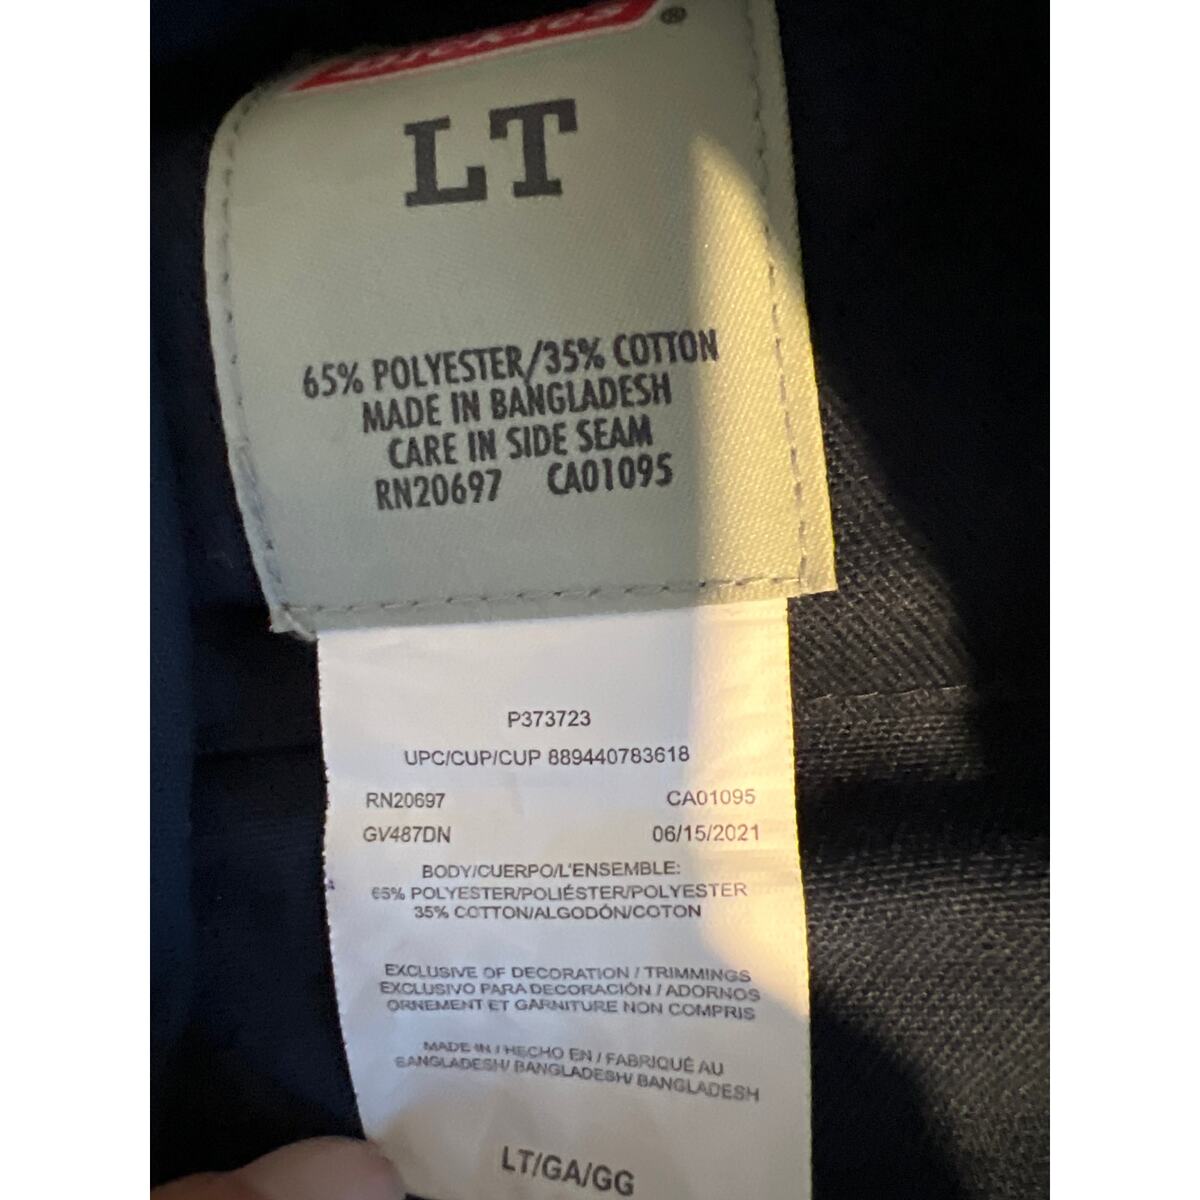 Dickies
®
LT
65% POLYESTER/35% COTTON
MADE IN BANGLADESH
CARE IN SIDE SEAM
RN20697 CA01095
P373723
UPC/CUP/CUP 889440783618
RN20697 CA01095
GV487DN 06/15/2021
BODY/CUERPO/L'ENSEMBLE:
65% POLYESTER/POLIÉSTER/POLYESTER
35% COTTON/ALGODÓN/COTON
EXCLUSIVE OF DECORATION / TRIMMINGS
EXCLUSIVO PARA DECORACIÓN / ADORNOS
ORNEMENT ET GARNITURE NON COMPRIS
MADE IN / HECHO EN / FABRIQUÉ AU
BANGLADESH/ BANGLADESH/ BANGLADESH
LT/GA/GG